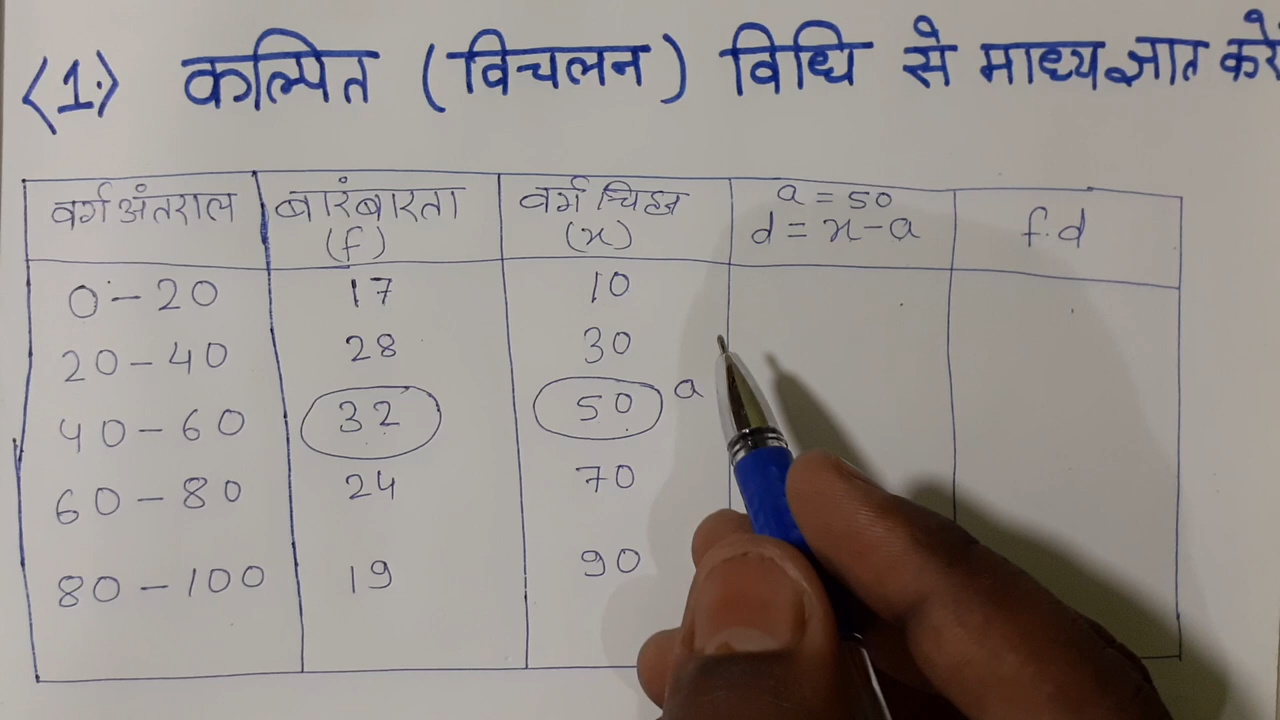 (1.) कल्पित (विचलन) विधि से माध्य ज्ञात करें
वर्ग अंतराल बारंबारता (f) वर्ग चिह्न (x) a = 50 d = x - a f.d
0 - 20 17 10
20 - 40 28 30
40 - 60 32 50 a
60 - 80 24 70
80 - 100 19 90